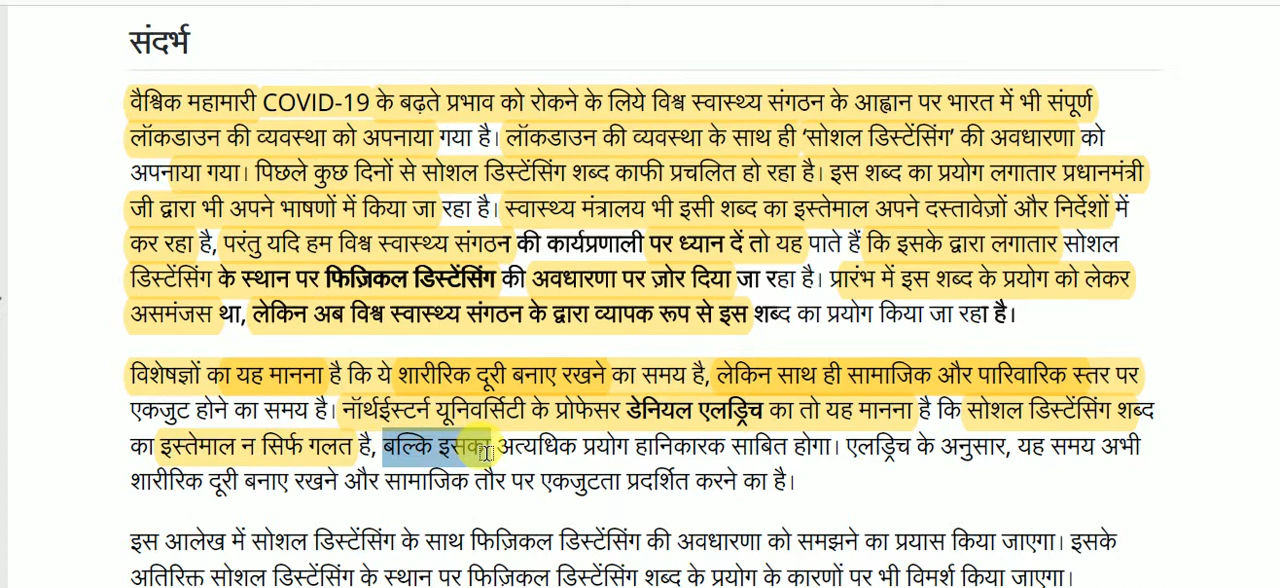 संदर्भ
वैश्विक महामारी COVID-19 के बढ़ते प्रभाव को रोकने के लिये विश्व स्वास्थ्य संगठन के आह्वान पर भारत में भी संपूर्ण
लॉकडाउन की व्यवस्था को अपनाया गया है। लॉकडाउन की व्यवस्था के साथ ही ‘सोशल डिस्टेंसिंग’ की अवधारणा को
अपनाया गया। पिछले कुछ दिनों से सोशल डिस्टेंसिंग शब्द काफी प्रचलित हो रहा है। इस शब्द का प्रयोग लगातार प्रधानमंत्री
जी द्वारा भी अपने भाषणों में किया जा रहा है। स्वास्थ्य मंत्रालय भी इसी शब्द का इस्तेमाल अपने दस्तावेज़ों और निर्देशों में
कर रहा है, परंतु यदि हम विश्व स्वास्थ्य संगठन की कार्यप्रणाली पर ध्यान दें तो यह पाते हैं कि इसके द्वारा लगातार सोशल
डिस्टेंसिंग के स्थान पर फिज़िकल डिस्टेंसिंग की अवधारणा पर ज़ोर दिया जा रहा है। प्रारंभ में इस शब्द के प्रयोग को लेकर
असमंजस था, लेकिन अब विश्व स्वास्थ्य संगठन के द्वारा व्यापक रूप से इस शब्द का प्रयोग किया जा रहा है।
विशेषज्ञों का यह मानना है कि ये शारीरिक दूरी बनाए रखने का समय है, लेकिन साथ ही सामाजिक और पारिवारिक स्तर पर
एकजुट होने का समय है। नॉर्थईस्टर्न यूनिवर्सिटी के प्रोफेसर डेनियल एलड्रिच का तो यह मानना है कि सोशल डिस्टेंसिंग शब्द
का इस्तेमाल न सिर्फ गलत है, बल्कि इसका अत्यधिक प्रयोग हानिकारक साबित होगा। एलड्रिच के अनुसार, यह समय अभी
शारीरिक दूरी बनाए रखने और सामाजिक तौर पर एकजुटता प्रदर्शित करने का है।
इस आलेख में सोशल डिस्टेंसिंग के साथ फिज़िकल डिस्टेंसिंग की अवधारणा को समझने का प्रयास किया जाएगा। इसके
अतिरिक्त सोशल डिस्टेंसिंग के स्थान पर फिज़िकल डिस्टेंसिंग शब्द के प्रयोग के कारणों पर भी विमर्श किया जाएगा।